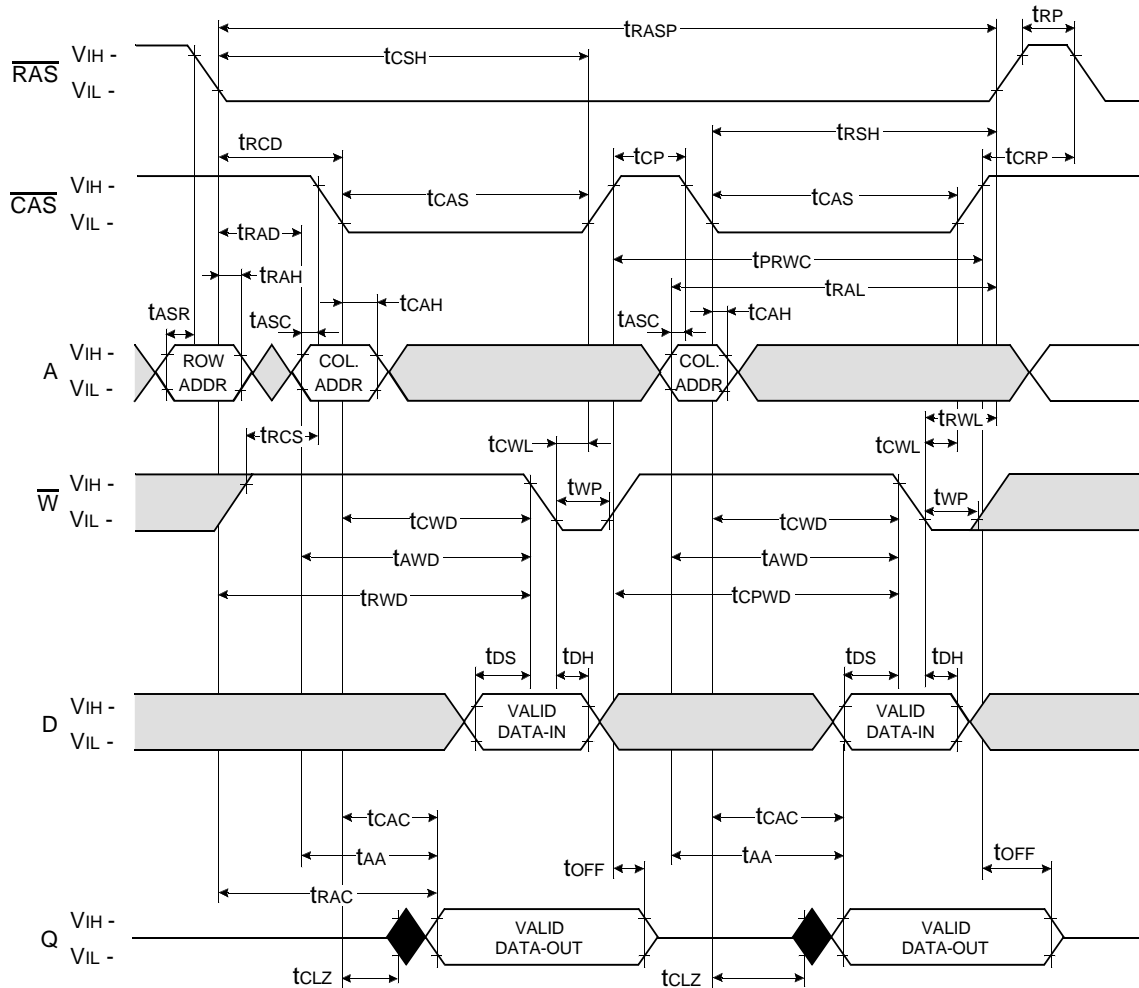 tRASP
tRP
tCSH
RAS
VIH -
VIL -
tRCD
tRSH
tCP
tCRP
CAS
VIH -
VIL -
tCAS
tCAS
tRAD
tPRWC
tRAH
tRAL
tASR
tASC
tCAH
tASC
tCAH
A
VIH -
VIL -
ROW
ADDR
COL.
ADDR
COL.
ADDR
tRCS
tCWL
tRWL
tCWL
W
VIH -
VIL -
tWP
tWP
tCWD
tCWD
tAWD
tAWD
tRWD
tCPWD
tDS
tDH
tDS
tDH
D
VIH -
VIL -
VALID
DATA-IN
VALID
DATA-IN
tCAC
tCAC
tAA
tAA
tOFF
tOFF
tRAC
Q
VIH -
VIL -
VALID
DATA-OUT
VALID
DATA-OUT
tCLZ
tCLZ